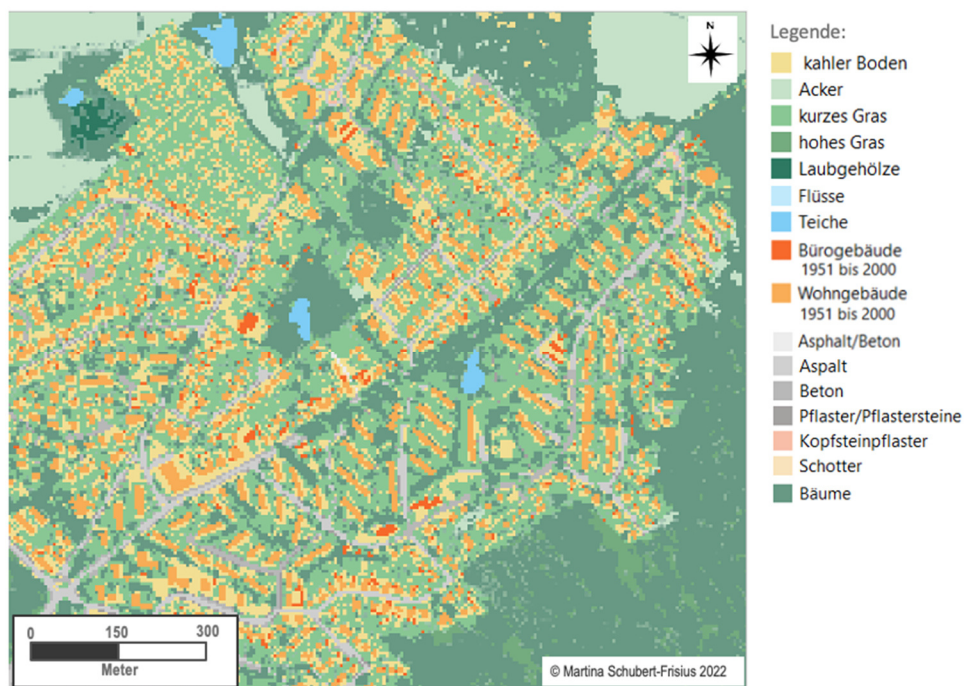 N
Legende:
kahler Boden
Acker
kurzes Gras
hohes Gras
Laubgehölze
Flüsse
Teiche
Bürogebäude
1951 bis 2000
Wohngebäude
1951 bis 2000
Asphalt/Beton
Aspalt
Beton
Pflaster/Pflastersteine
Kopfsteinpflaster
Schotter
Bäume
0 150 300
Meter
© Martina Schubert-Frisius 2022